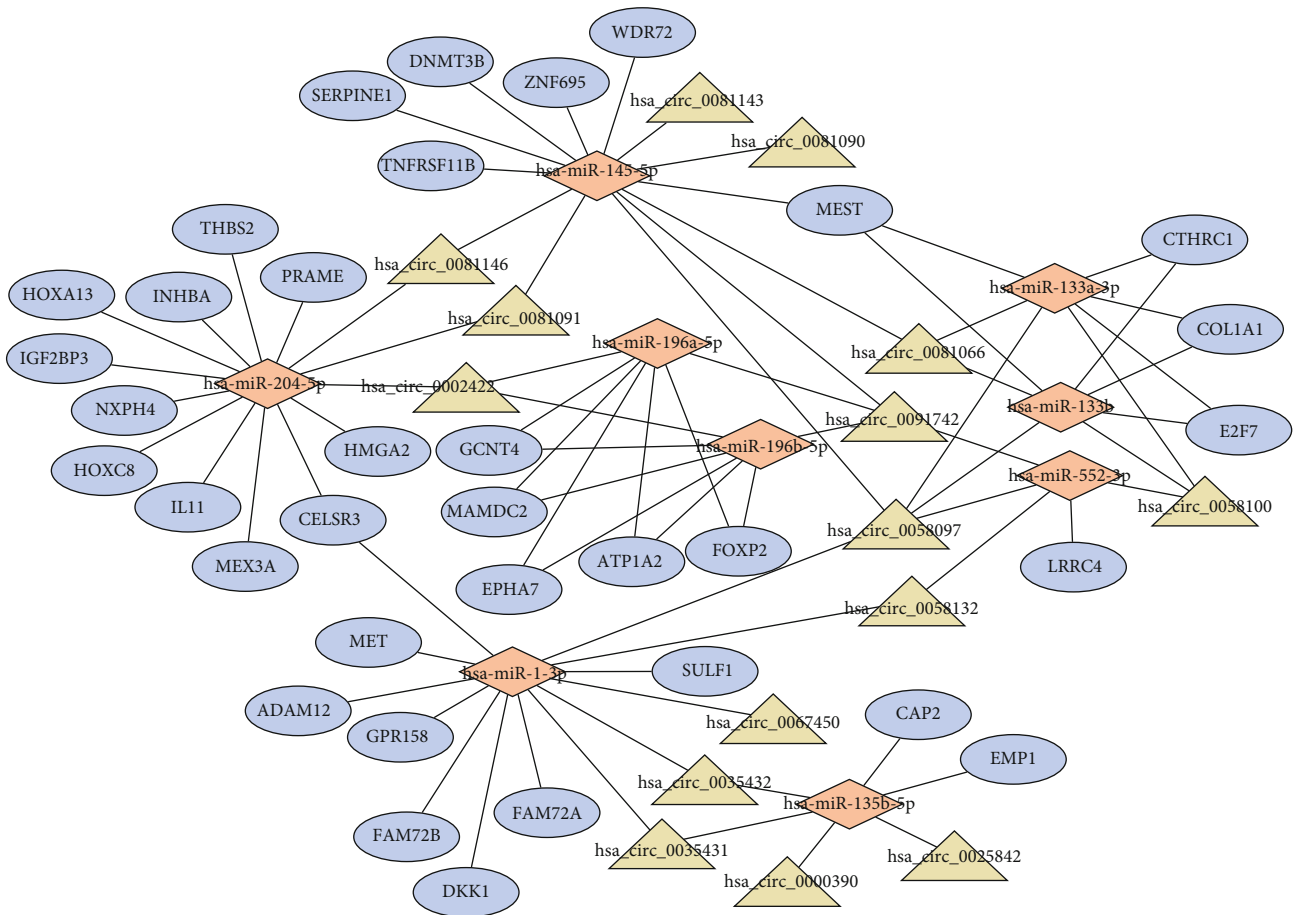 WDR72
DNMT3B
ZNF695
SERPINE1
hsa_circ_0081143
hsa_circ_0081090
TNFRSF11B
hsa-miR-145-5p
MEST
THBS2
CTHRC1
hsa_circ_0081146
PRAME
HOXA13
INHBA
hsa-miR-133a-3p
hsa_circ_0081091
COL1A1
hsa-miR-196a-5p
hsa_circ_0081066
IGF2BP3
hsa-miR-204-5p
hsa_circ_0002422
NXPH4
hsa-miR-133b
hsa_circ_0091742
E2F7
HMGA2
GCNT4
hsa-miR-196b-5p
HOXC8
hsa-miR-552-3p
IL11
CELSR3
MAMDC2
hsa_circ_0058100
hsa_circ_0058097
MEX3A
ATP1A2
FOXP2
LRRC4
EPHA7
hsa_circ_0058132
MET
hsa-miR-1-3p
SULF1
ADAM12
GPR158
hsa_circ_0067450
CAP2
EMP1
hsa_circ_0035432
hsa-miR-135b-5p
FAM72A
FAM72B
hsa_circ_0035431
hsa_circ_0025842
hsa_circ_0000390
DKK1